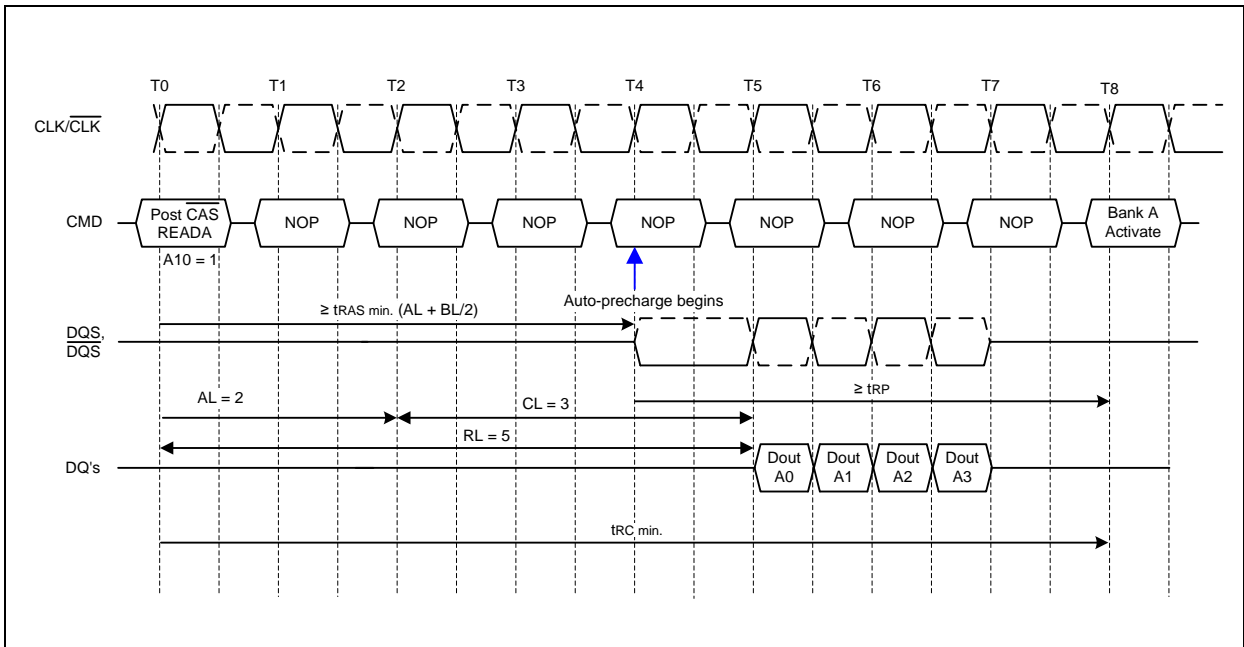 T0 T1 T2 T3 T4 T5 T6 T7 T8
CLK/CLK
CMD
Post CAS
READA
NOP NOP NOP NOP NOP NOP NOP
Bank A
Activate
A10 = 1
Auto-precharge begins
≥ tRAS min. (AL + BL/2)
DQS,
DQS
≥ tRP
AL = 2
CL = 3
RL = 5
DQ's
Dout
A0
Dout
A1
Dout
A2
Dout
A3
tRC min.